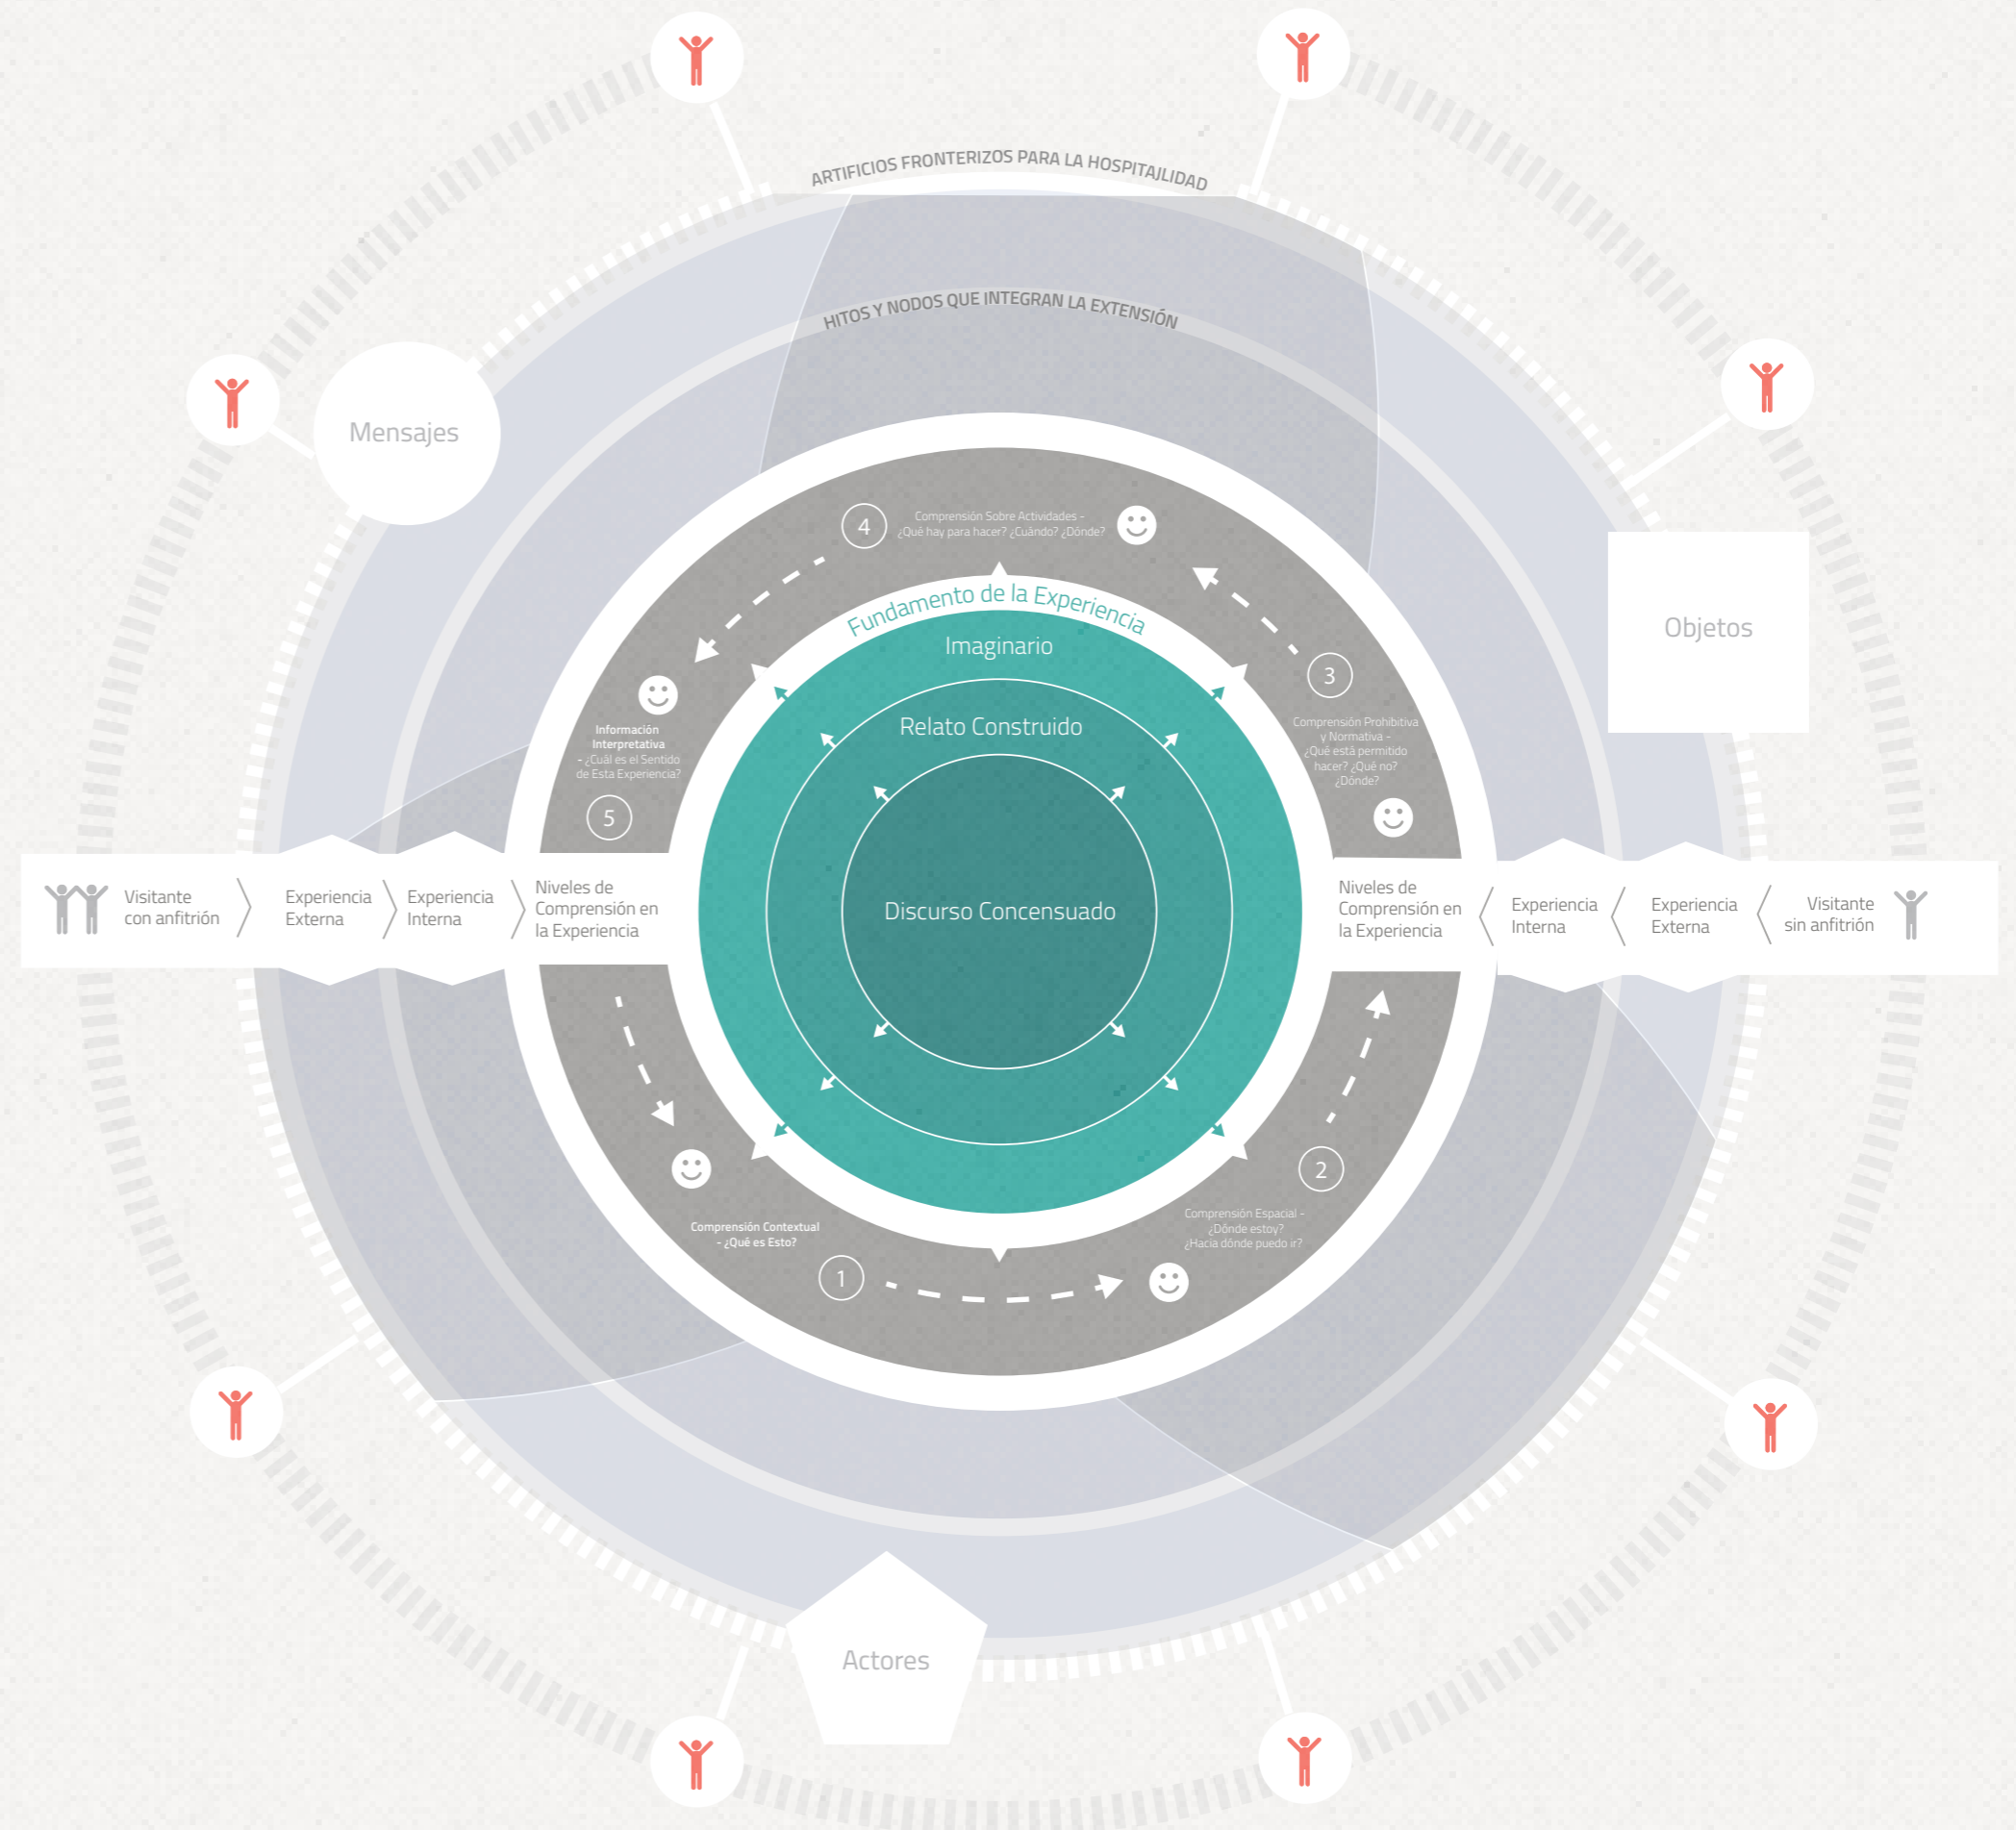 ARTIFICIOS FRONTERIZOS PARA LA HOSPITAJLIDAD
HITOS Y NODOS QUE INTEGRAN LA EXTENSIÓN
Mensajes
Objetos
Actores
4
Comprensión Sobre Actividades -
¿Qué hay para hacer? ¿Cuándo? ¿Dónde?
Fundamento de la Experiencia
Imaginario
Relato Construido
Discurso Concensuado
3
Comprensión Prohibitiva
y Normativa -
¿Qué está permitido
hacer? ¿Qué no?
¿Dónde?
Información
Interpretativa
- ¿Cuál es el Sentido
de Esta Experiencia?
5
Visitante
con anfitrión
Experiencia
Externa
Experiencia
Interna
Niveles de
Comprensión en
la Experiencia
Niveles de
Comprensión en
la Experiencia
Experiencia
Interna
Experiencia
Externa
Visitante
sin anfitrión
2
Comprensión Espacial -
¿Dónde estoy?
¿Hacia dónde puedo ir?
Comprensión Contextual
- ¿Qué es Esto?
1